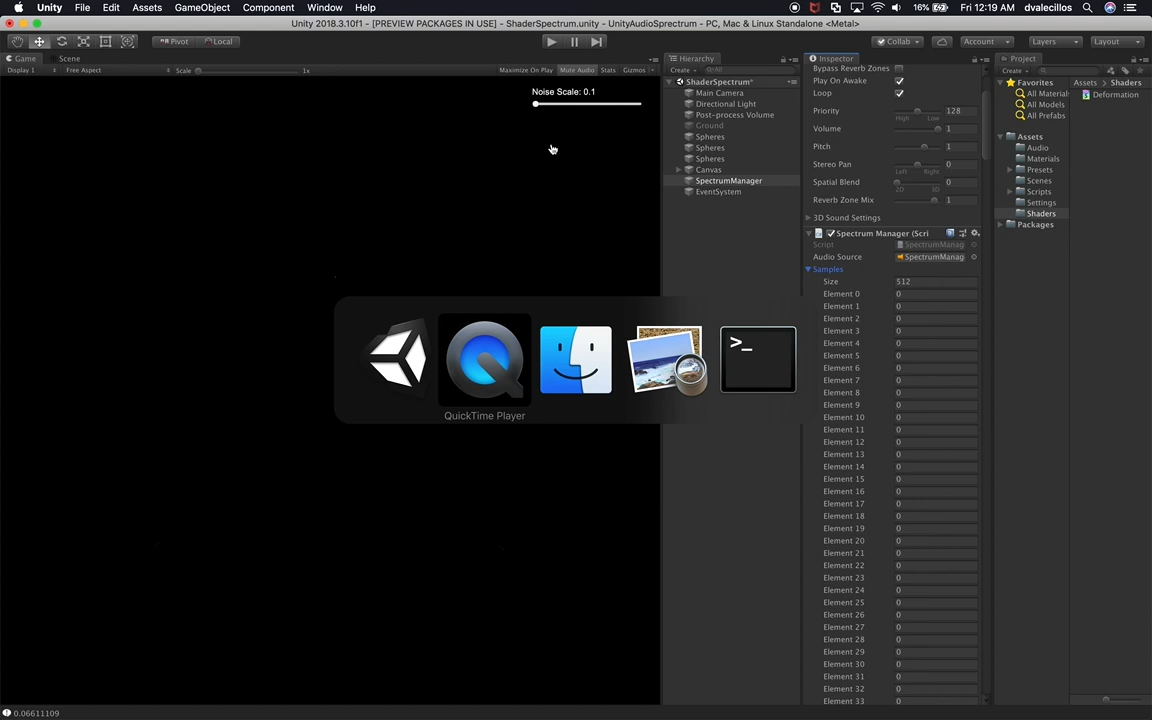 Unity File Edit Assets GameObject Component Window Help 16% Fri 12:19 AM dvalecillos
Unity 2018.3.10f1 - [PREVIEW PACKAGES IN USE] - ShaderSpectrum.unity - UnityAudioSprectrum - PC, Mac & Linux Standalone <Metal>
Pivot Local Collab Account Layers Layout
Game Scene
Display 1 Free Aspect Scale 1x Maximize On Play Mute Audio Stats Gizmos
Noise Scale: 0.1
Hierarchy
Create All
ShaderSpectrum*
Main Camera
Directional Light
Post-process Volume
Ground
Spheres
Spheres
Spheres
Canvas
SpectrumManager
EventSystem
Inspector
Bypass Reverb Zones
Play On Awake
Loop
Priority 128
High Low
Volume 1
Pitch 1
Stereo Pan 0
Left Right
Spatial Blend 0
2D 3D
Reverb Zone Mix 1
3D Sound Settings
Spectrum Manager (Scri
Script SpectrumManag
Audio Source SpectrumManag
Samples
Size 512
Element 0 0
Element 1 0
Element 2 0
Element 3 0
Element 4 0
Element 5 0
Element 6 0
Element 7 0
Element 8 0
Element 9 0
Element 10 0
Element 11 0
Element 12 0
Element 13 0
Element 14 0
Element 15 0
Element 16 0
Element 17 0
Element 18 0
Element 19 0
Element 20 0
Element 21 0
Element 22 0
Element 23 0
Element 24 0
Element 25 0
Element 26 0
Element 27 0
Element 28 0
Element 29 0
Element 30 0
Element 31 0
Element 32 0
Element 33 0
Project
Create
Favorites
All Material
All Models
All Prefabs
Assets
Audio
Materials
Presets
Scenes
Scripts
Settings
Shaders
Packages
Assets Shaders
Deformation
>_
QuickTime Player
0.06611109